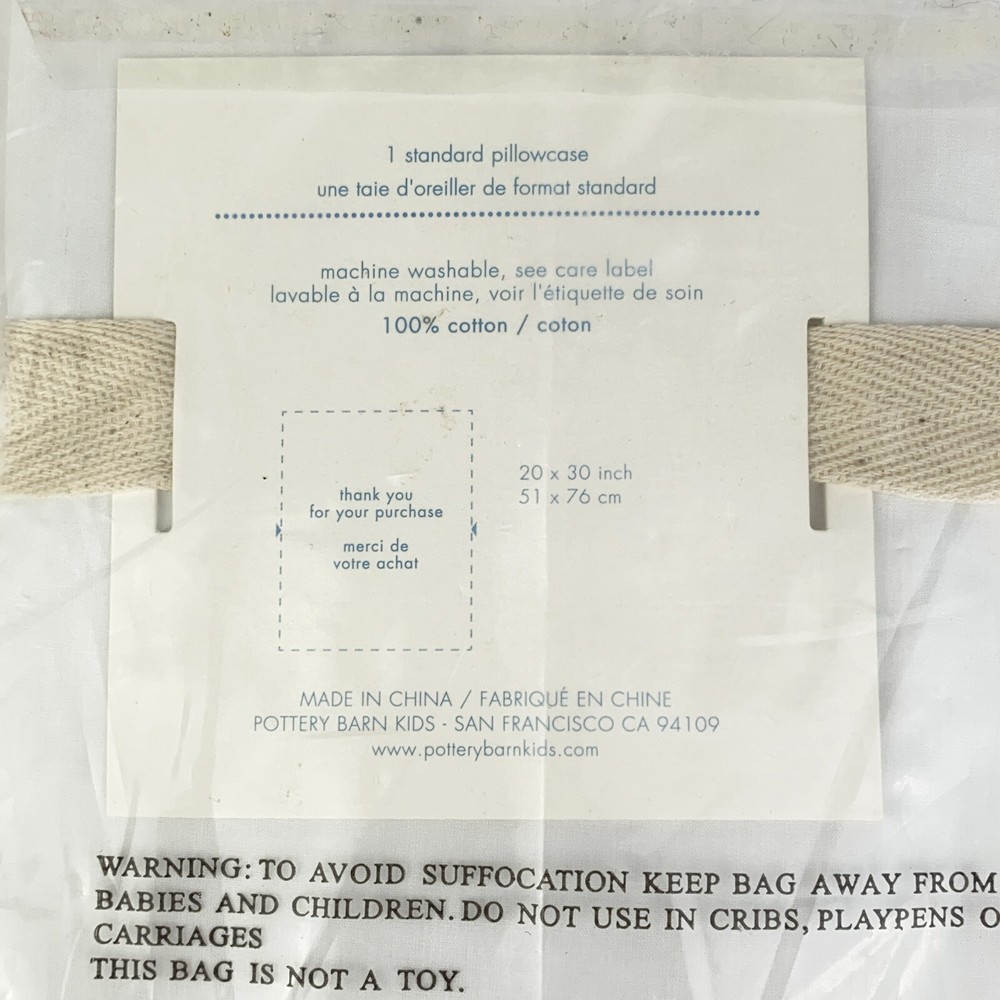 1 standard pillowcase
une taie d'oreiller de format standard
machine washable, see care label
lavable à la machine, voir l'étiquette de soin
100% cotton / coton
thank you
for your purchase
merci de
votre achat
20 x 30 inch
51 x 76 cm
MADE IN CHINA / FABRIQUÉ EN CHINE
POTTERY BARN KIDS - SAN FRANCISCO CA 94109
www.potterybarnkids.com
WARNING: TO AVOID SUFFOCATION KEEP BAG AWAY FROM
BABIES AND CHILDREN. DO NOT USE IN CRIBS, PLAYPENS
CARRIAGES
THIS BAG IS NOT A TOY.